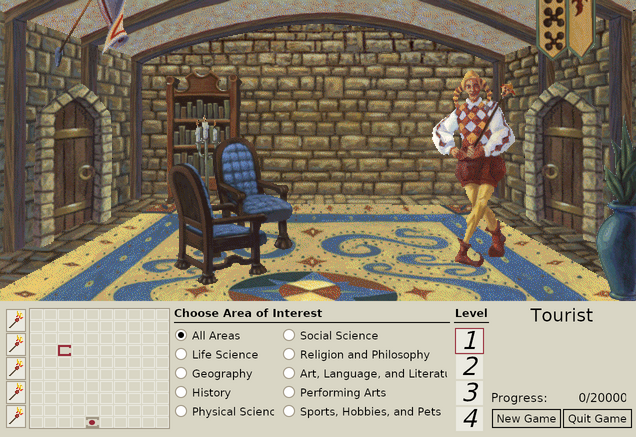 Choose Area of Interest
All Areas
Life Science
Geography
History
Physical Scienc
Social Science
Religion and Philosophy
Art, Language, and Literatu
Performing Arts
Sports, Hobbies, and Pets
Level
1
2
3
4
Tourist
Progress: 0/20000
New Game Quit Game